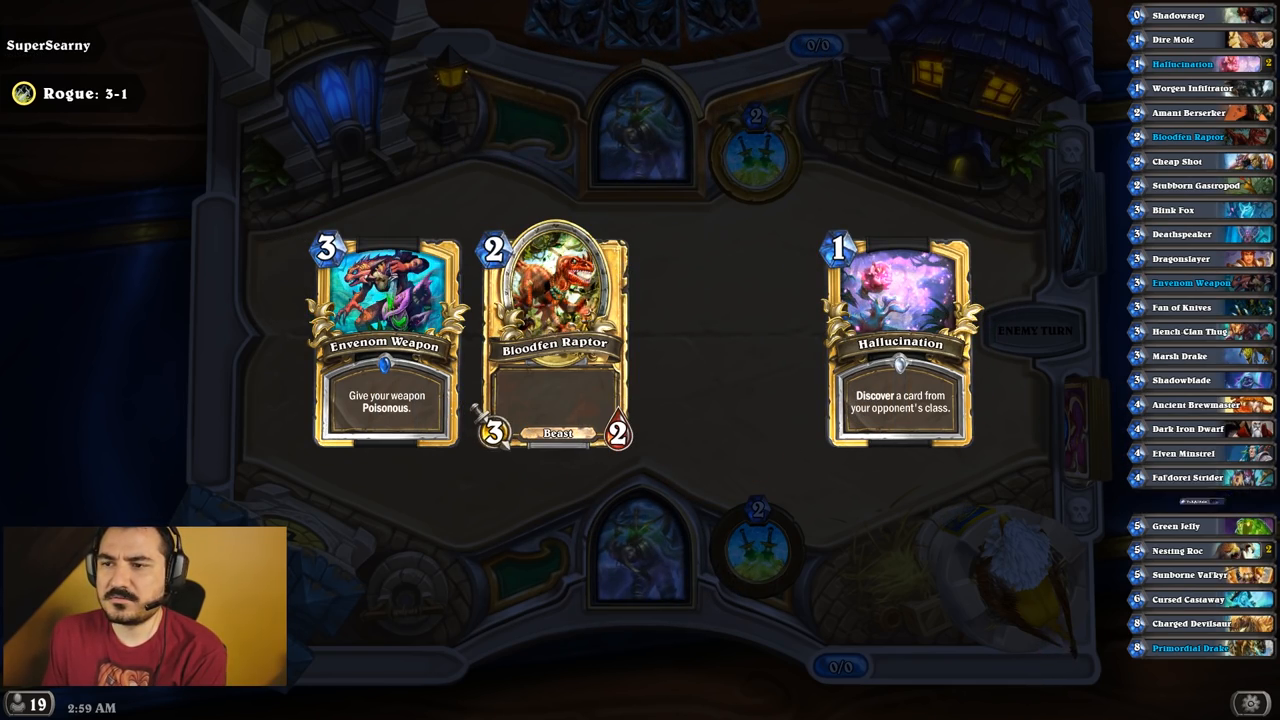 SuperSearny
Rogue: 3-1
0/0
2
3
Envenom Weapon
Give your weapon
Poisonous.
2
Bloodfen Raptor
3
Beast
2
1
Hallucination
Discover a card from
your opponent's class.
ENEMY TURN
2
0/0
19
2:59 AM
0 Shadowstep
1 Dire Mole
1 Hallucination 2
1 Worgen Infiltrator
2 Amani Berserker
2 Bloodfen Raptor
2 Cheap Shot
2 Stubborn Gastropod
3 Blink Fox
3 Deathspeaker
3 Dragonslayer
3 Envenom Weapon
3 Fan of Knives
3 Hench Clan Thug
3 Marsh Drake
3 Shadowblade
4 Ancient Brewmaster
4 Dark Iron Dwarf
4 Elven Minstrel
4 Fal'dorei Strider
5 Green Jelly
5 Nesting Roc 2
5 Sunborne Val'kyr
6 Cursed Castaway
8 Charged Devilsaur
8 Primordial Drake